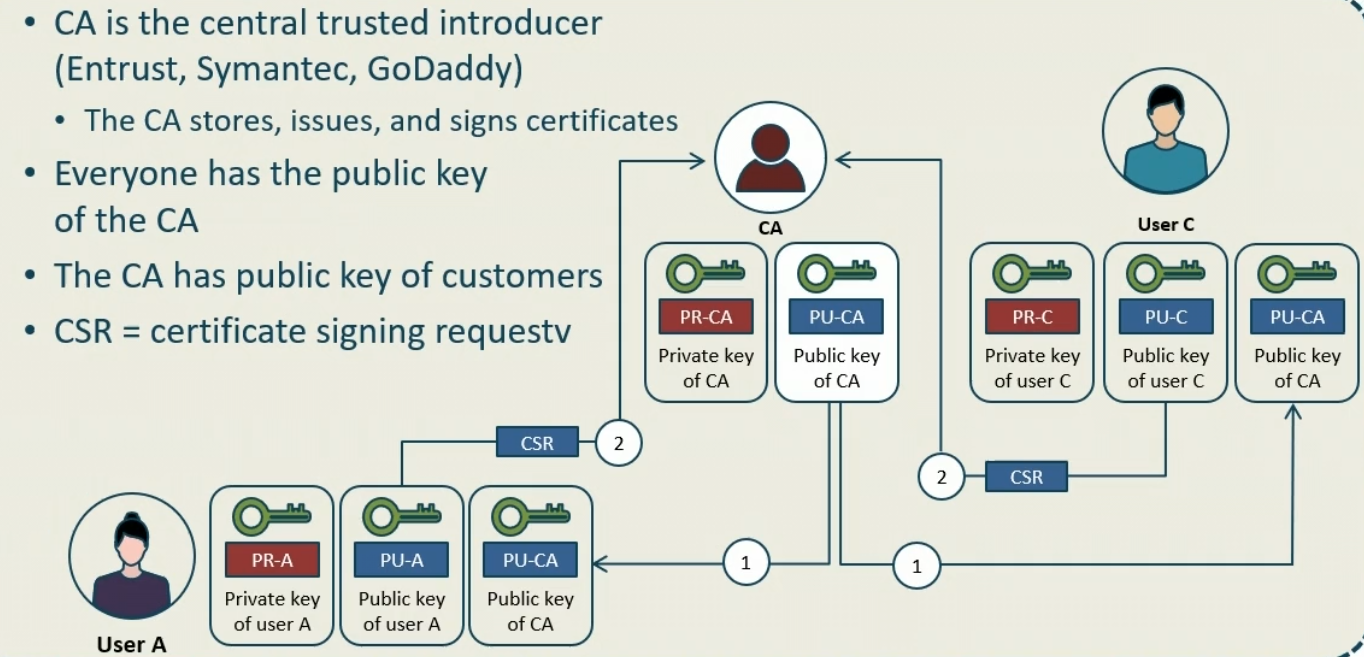 • CA is the central trusted introducer
(Entrust, Symantec, GoDaddy)
• The CA stores, issues, and signs certificates
• Everyone has the public key
of the CA
• The CA has public key of customers
• CSR = certificate signing requestv
CA
PR-CA
Private key
of CA
PU-CA
Public key
of CA
User C
PR-C
Private key
of user C
PU-C
Public key
of user C
PU-CA
Public key
of CA
CSR
2
2
CSR
1
1
User A
PR-A
Private key
of user A
PU-A
Public key
of user A
PU-CA
Public key
of CA